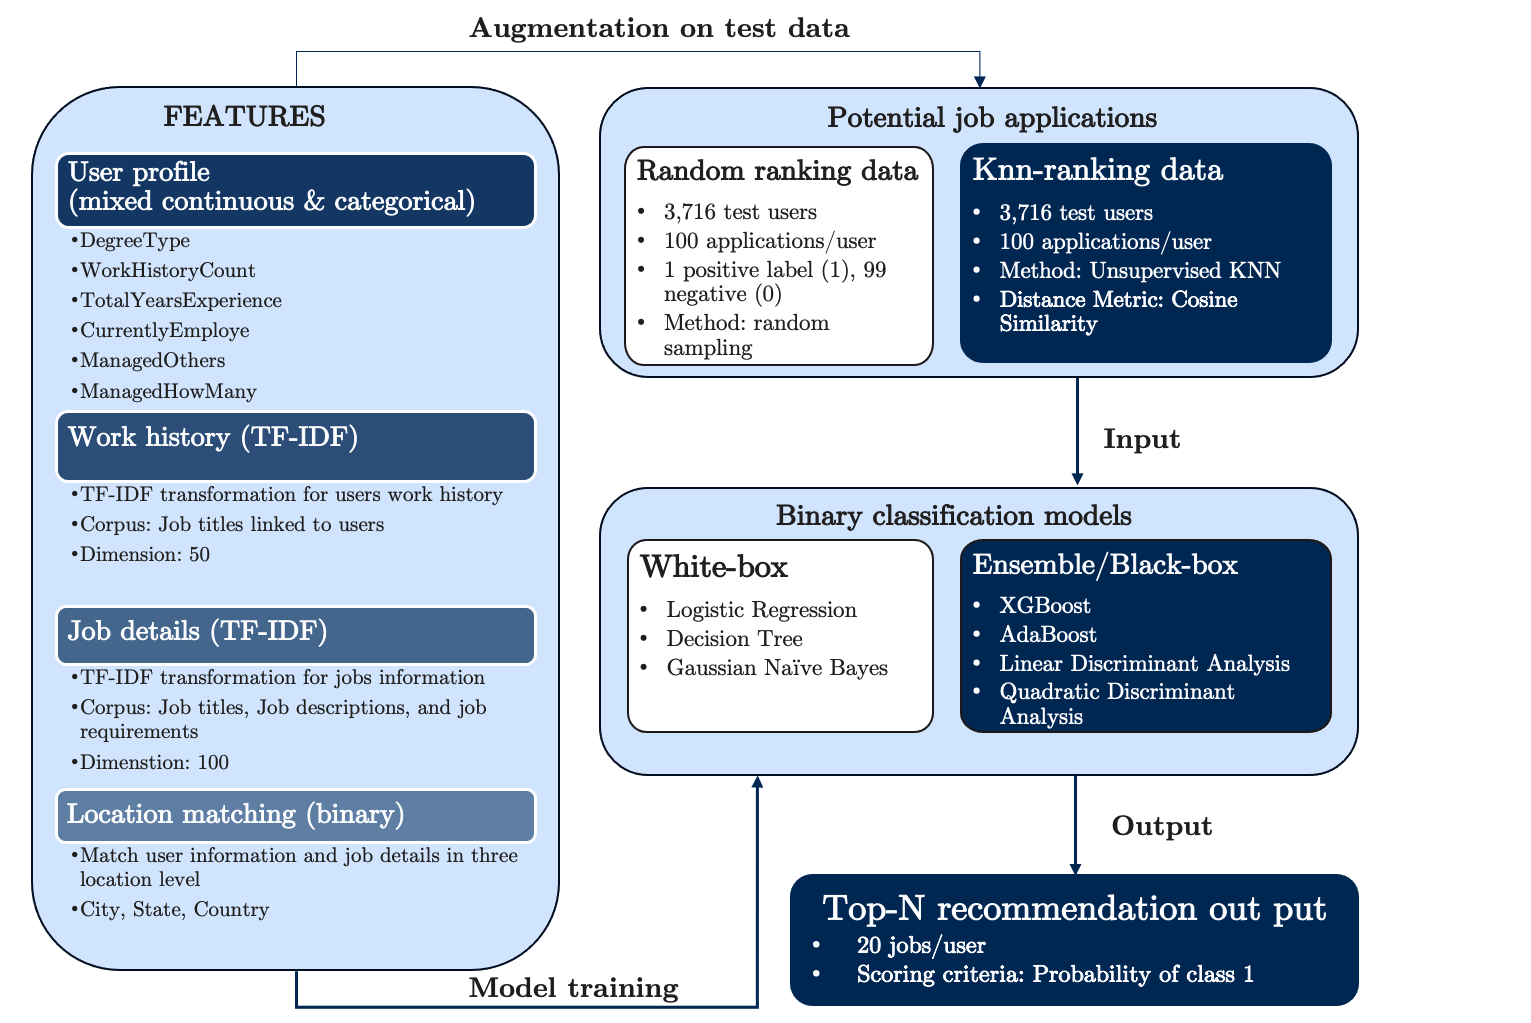 Augmentation on test data
FEATURES
User profile
(mixed continuous & categorical)
•DegreeType
•WorkHistoryCount
•TotalYearsExperience
•CurrentlyEmploye
•ManagedOthers
•ManagedHowMany
Work history (TF-IDF)
•TF-IDF transformation for users work history
•Corpus: Job titles linked to users
•Dimension: 50
Job details (TF-IDF)
•TF-IDF transformation for jobs information
•Corpus: Job titles, Job descriptions, and job
requirements
•Dimenstion: 100
Location matching (binary)
•Match user information and job details in three
location level
•City, State, Country
Potential job applications
Random ranking data
• 3,716 test users
• 100 applications/user
• 1 positive label (1), 99
negative (0)
• Method: random
sampling
Knn-ranking data
• 3,716 test users
• 100 applications/user
• Method: Unsupervised KNN
• Distance Metric: Cosine
Similarity
Input
Binary classification models
White-box
• Logistic Regression
• Decision Tree
• Gaussian Naïve Bayes
Ensemble/Black-box
• XGBoost
• AdaBoost
• Linear Discriminant Analysis
• Quadratic Discriminant
Analysis
Output
Top-N recommendation out put
• 20 jobs/user
• Scoring criteria: Probability of class 1
Model training